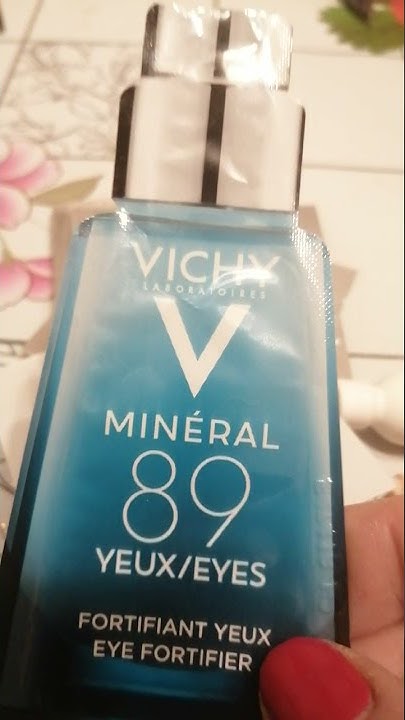 VICHY
LABORATOIRES
V
MINÉRAL
89
YEUX/EYES
FORTIFIANT YEUX
EYE FORTIFIER